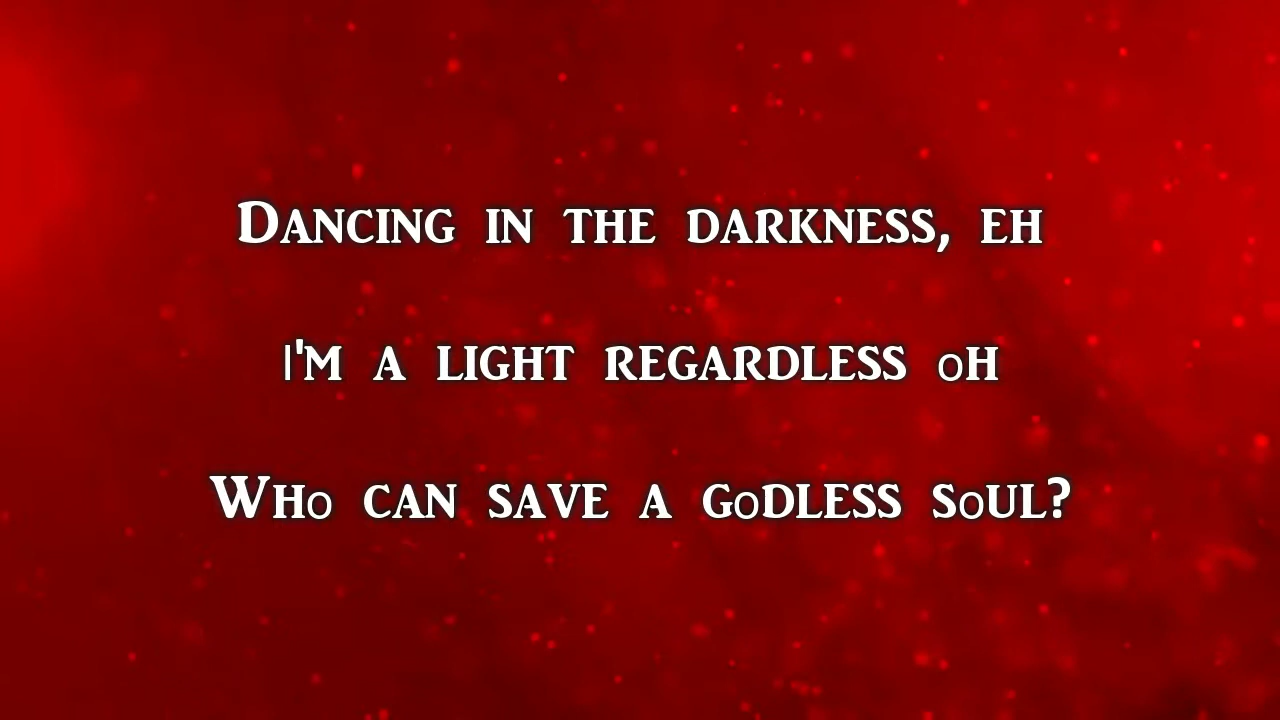 Dancing in the darkness, eh
I'm a light regardless oh
Who can save a godless soul?